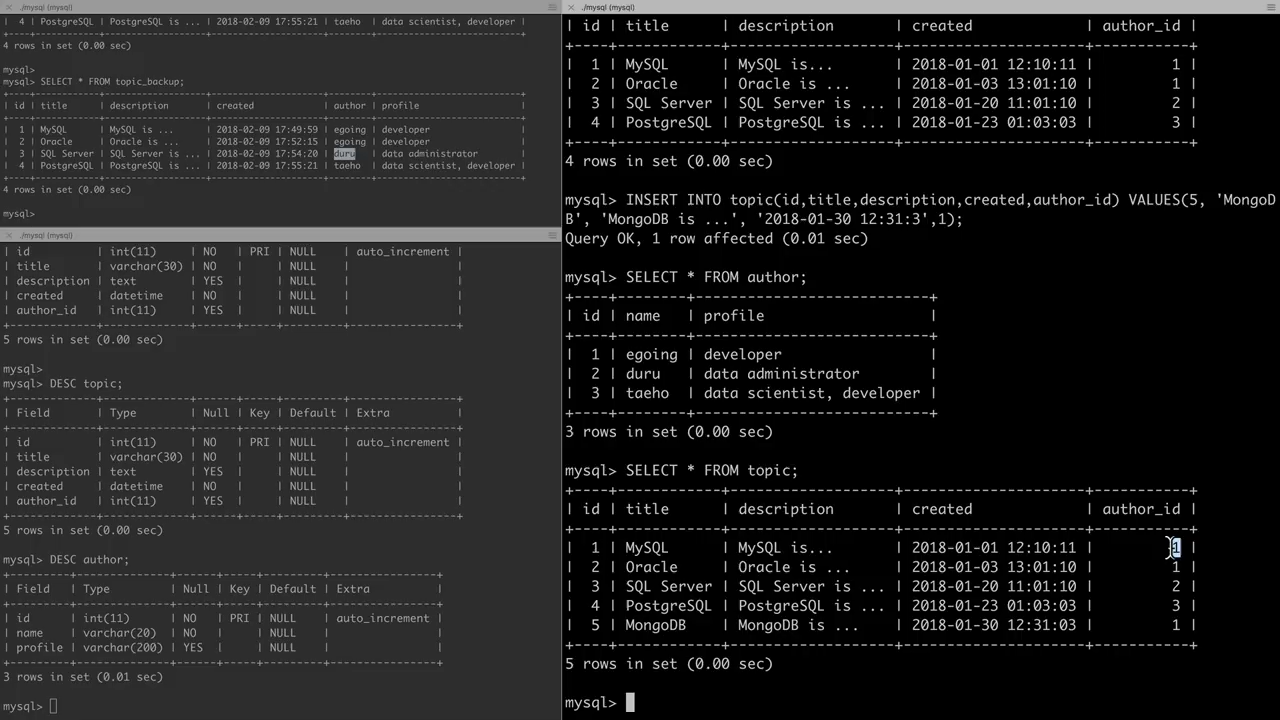 ./mysql (mysql)
| 4 | PostgreSQL | PostgreSQL is ... | 2018-02-09 17:55:21 | taeho | data scientist, developer |
+----+------------+-------------------+---------------------+--------+---------------------------+
4 rows in set (0.00 sec)
mysql>
mysql> SELECT * FROM topic_backup;
+----+------------+-------------------+---------------------+--------+---------------------------+
| id | title | description | created | author | profile |
+----+------------+-------------------+---------------------+--------+---------------------------+
| 1 | MySQL | MySQL is ... | 2018-02-09 17:49:59 | egoing | developer |
| 2 | Oracle | Oracle is ... | 2018-02-09 17:52:15 | egoing | developer |
| 3 | SQL Server | SQL Server is ... | 2018-02-09 17:54:20 | duru | data administrator |
| 4 | PostgreSQL | PostgreSQL is ... | 2018-02-09 17:55:21 | taeho | data scientist, developer |
+----+------------+-------------------+---------------------+--------+---------------------------+
4 rows in set (0.00 sec)
mysql>
./mysql (mysql)
| id | int(11) | NO | PRI | NULL | auto_increment |
| title | varchar(30) | NO | | NULL | |
| description | text | YES | | NULL | |
| created | datetime | NO | | NULL | |
| author_id | int(11) | YES | | NULL | |
+-------------+-------------+------+-----+---------+----------------+
5 rows in set (0.00 sec)
mysql>
mysql> DESC topic;
+-------------+-------------+------+-----+---------+----------------+
| Field | Type | Null | Key | Default | Extra |
+-------------+-------------+------+-----+---------+----------------+
| id | int(11) | NO | PRI | NULL | auto_increment |
| title | varchar(30) | NO | | NULL | |
| description | text | YES | | NULL | |
| created | datetime | NO | | NULL | |
| author_id | int(11) | YES | | NULL | |
+-------------+-------------+------+-----+---------+----------------+
5 rows in set (0.00 sec)
mysql> DESC author;
+---------+--------------+------+-----+---------+----------------+
| Field | Type | Null | Key | Default | Extra |
+---------+--------------+------+-----+---------+----------------+
| id | int(11) | NO | PRI | NULL | auto_increment |
| name | varchar(20) | NO | | NULL | |
| profile | varchar(200) | YES | | NULL | |
+---------+--------------+------+-----+---------+----------------+
3 rows in set (0.01 sec)
mysql>
./mysql (mysql)
| id | title | description | created | author_id |
+----+------------+-------------------+---------------------+-----------+
| 1 | MySQL | MySQL is... | 2018-01-01 12:10:11 | 1 |
| 2 | Oracle | Oracle is ... | 2018-01-03 13:01:10 | 1 |
| 3 | SQL Server | SQL Server is ... | 2018-01-20 11:01:10 | 2 |
| 4 | PostgreSQL | PostgreSQL is ... | 2018-01-23 01:03:03 | 3 |
+----+------------+-------------------+---------------------+-----------+
4 rows in set (0.00 sec)
mysql> INSERT INTO topic(id,title,description,created,author_id) VALUES(5, 'MongoD
B', 'MongoDB is ...', '2018-01-30 12:31:3',1);
Query OK, 1 row affected (0.01 sec)
mysql> SELECT * FROM author;
+----+--------+---------------------------+
| id | name | profile |
+----+--------+---------------------------+
| 1 | egoing | developer |
| 2 | duru | data administrator |
| 3 | taeho | data scientist, developer |
+----+--------+---------------------------+
3 rows in set (0.00 sec)
mysql> SELECT * FROM topic;
+----+------------+-------------------+---------------------+-----------+
| id | title | description | created | author_id |
+----+------------+-------------------+---------------------+-----------+
| 1 | MySQL | MySQL is... | 2018-01-01 12:10:11 | 1 |
| 2 | Oracle | Oracle is ... | 2018-01-03 13:01:10 | 1 |
| 3 | SQL Server | SQL Server is ... | 2018-01-20 11:01:10 | 2 |
| 4 | PostgreSQL | PostgreSQL is ... | 2018-01-23 01:03:03 | 3 |
| 5 | MongoDB | MongoDB is ... | 2018-01-30 12:31:03 | 1 |
+----+------------+-------------------+---------------------+-----------+
5 rows in set (0.00 sec)
mysql>